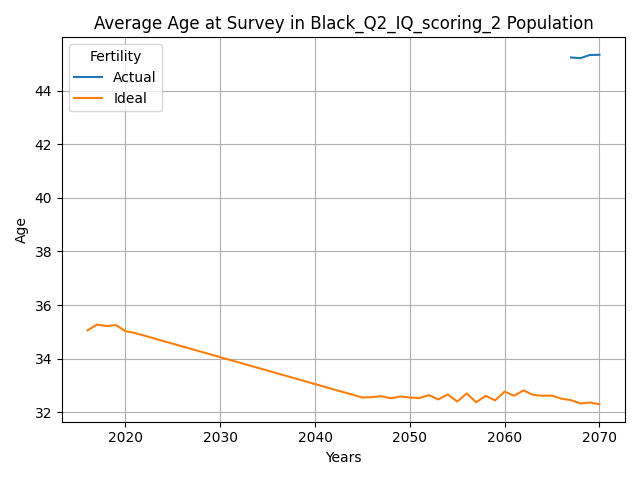 Average Age at Survey in Black_Q2_IQ_scoring_2 Population
Fertility
Actual
Ideal
Age
44
42
40
38
36
34
32
2020
2030
2040
2050
2060
2070
Years